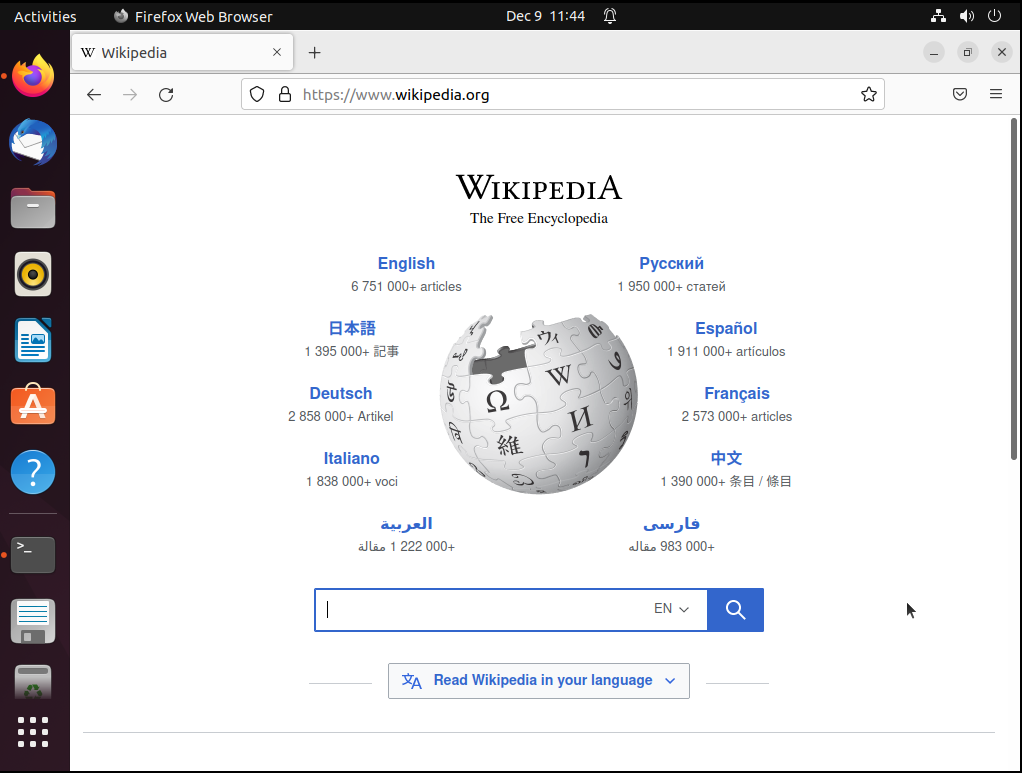 Activities
Firefox Web Browser
Dec 9 11:44
W Wikipedia
https://www.wikipedia.org
WIKIPEDIA
The Free Encyclopedia
English
6 751 000+ articles
Русский
1 950 000+ статей
日本語
1 395 000+ 記事
Español
1 911 000+ artículos
Deutsch
2 858 000+ Artikel
Français
2 573 000+ articles
Italiano
1 838 000+ voci
中文
1 390 000+ 条目 / 條目
العربية
1 222 000+ مقالة
فارسی
983 000+ مقاله
Ω
W
И
維
ウィ
EN
Read Wikipedia in your language